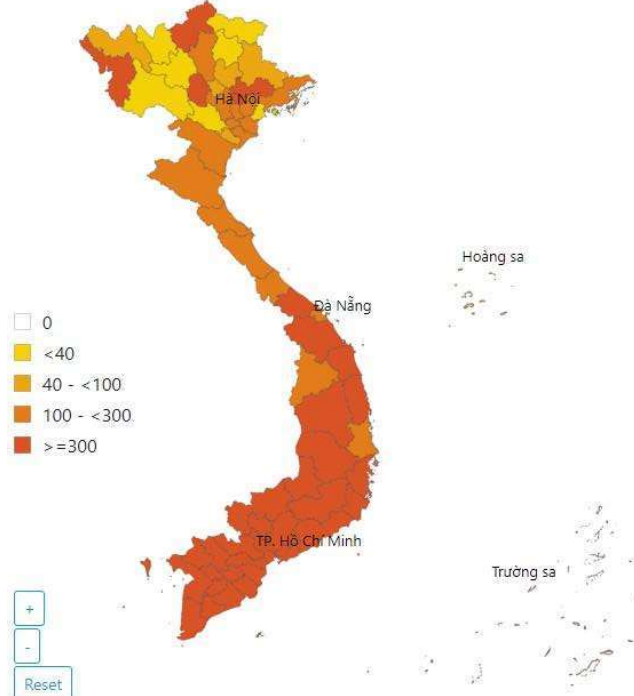 Hà Nội
Hoàng sa
Đà Nẵng
0
<40
40 - <100
100 - <300
>=300
TP. Hồ Chí Minh
Trường sa
+
-
Reset